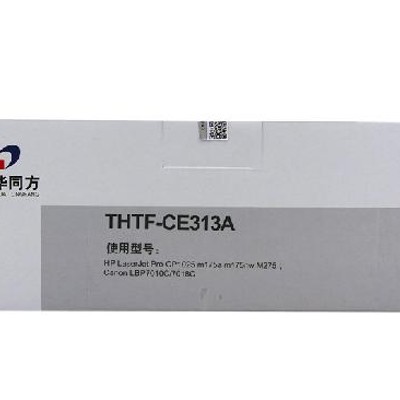 华同方
THTF-CE313A
使用型号：
HP LaserJet Pro CP1025 m175a m175nw M275，
Canon LBP7010C/7018C